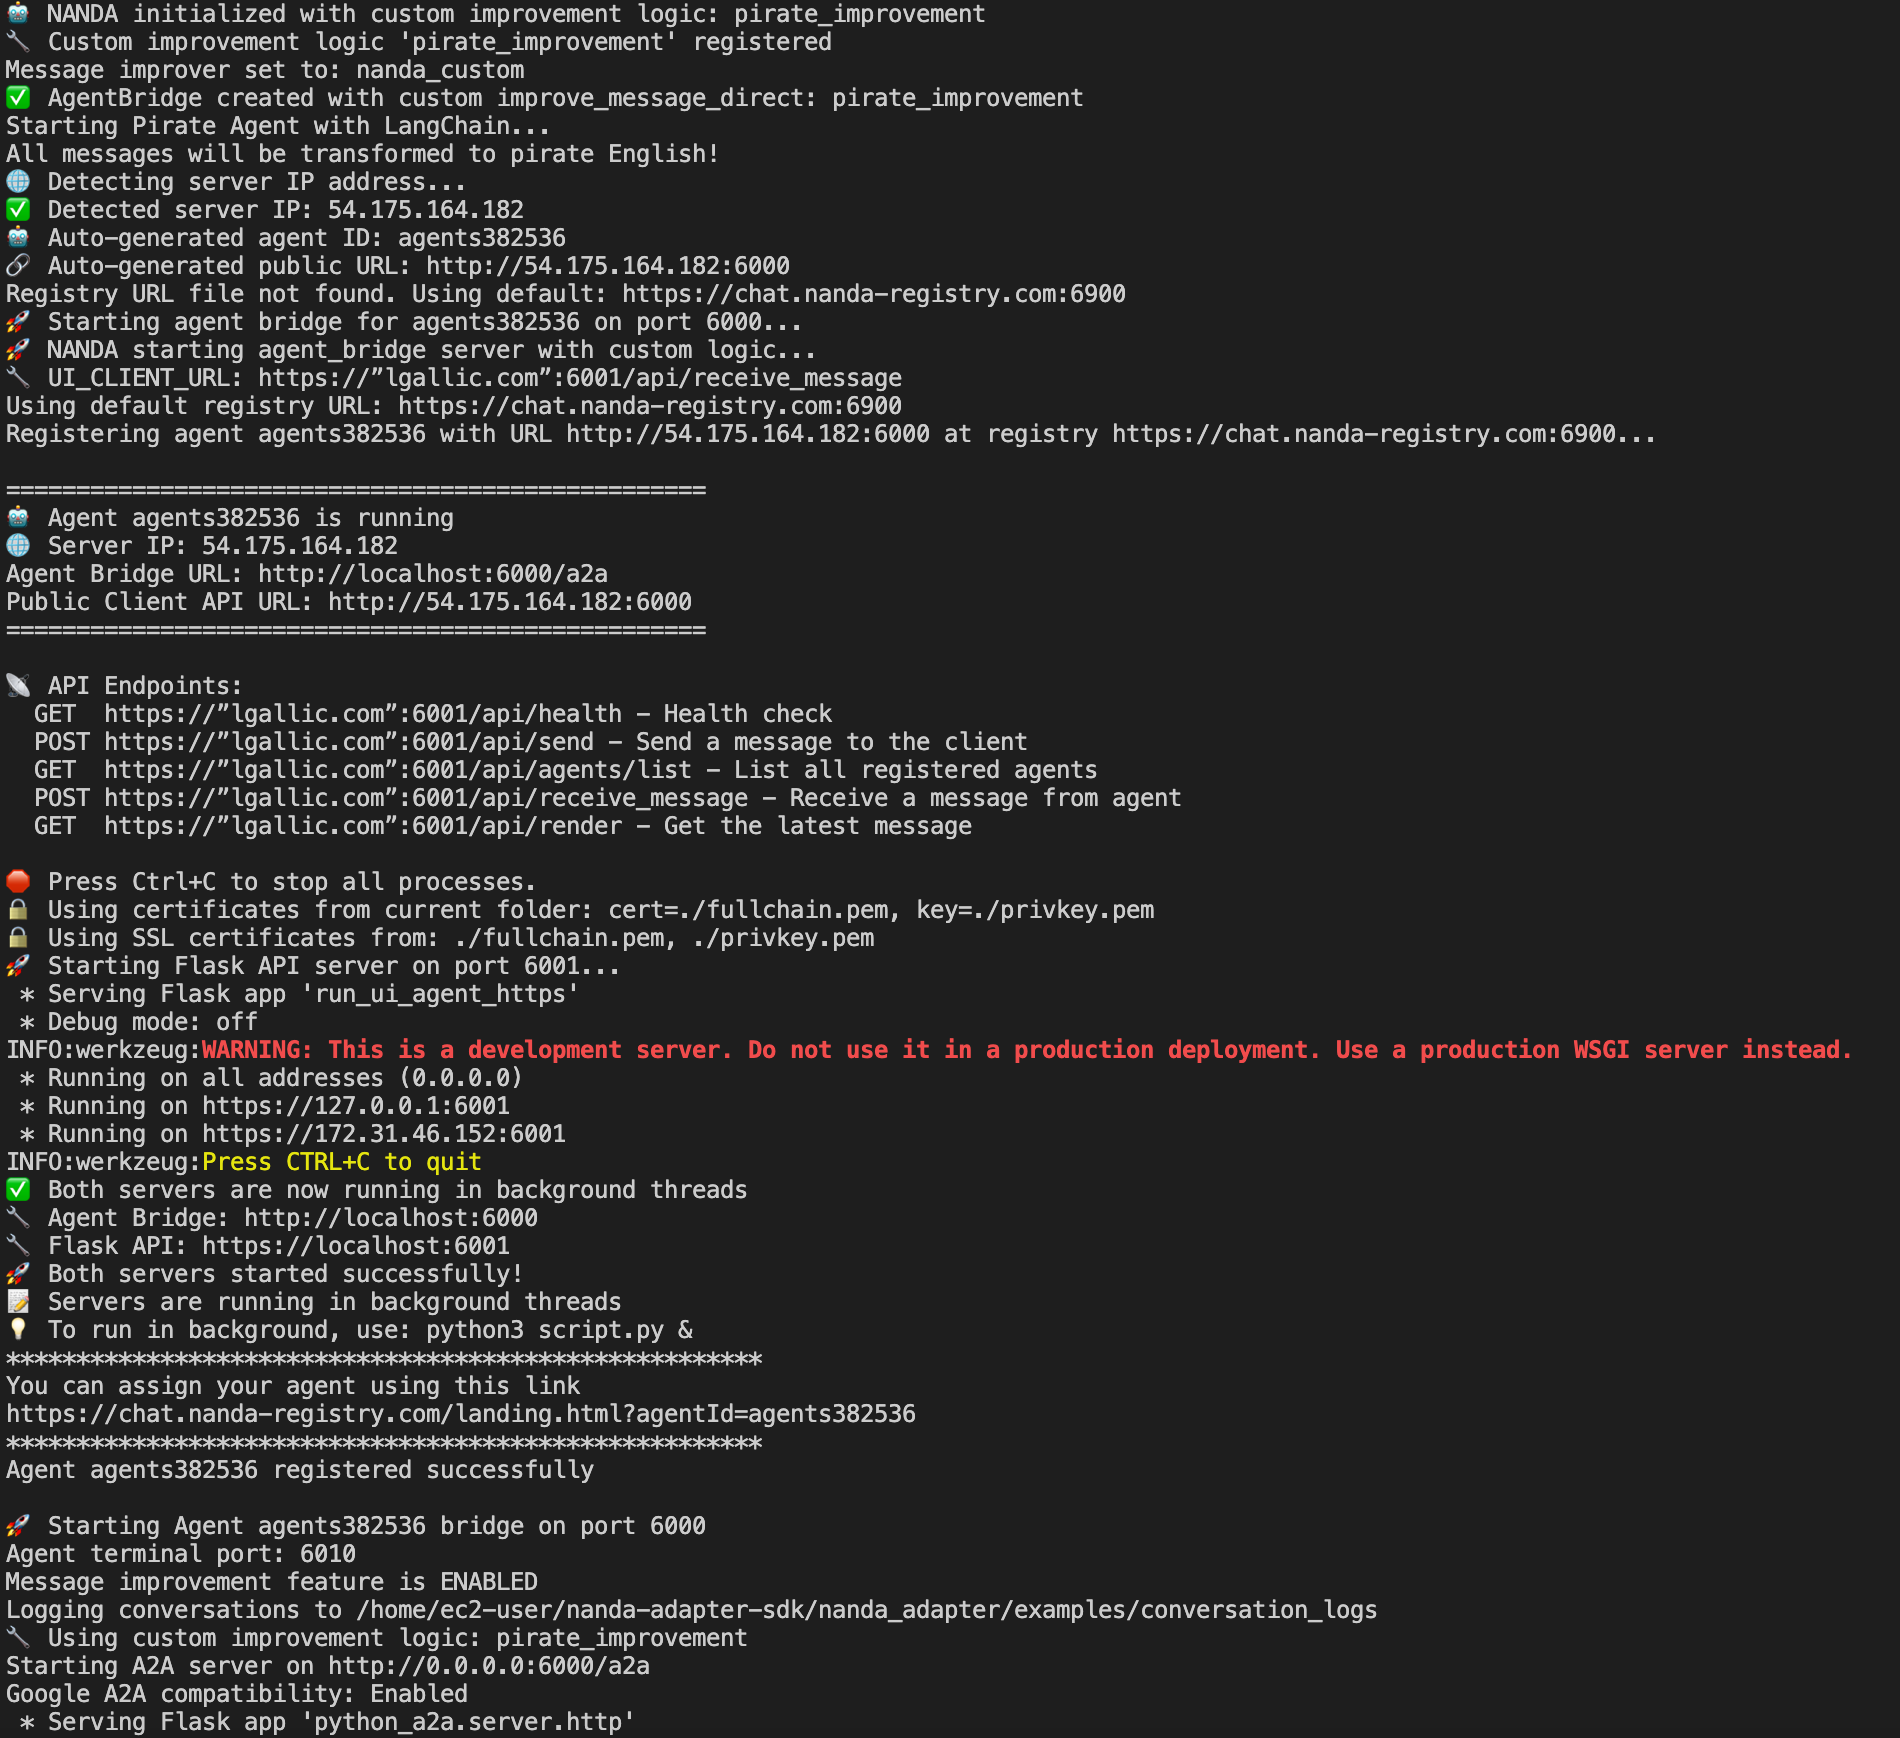 🤖 NANDA initialized with custom improvement logic: pirate_improvement
🔧 Custom improvement logic 'pirate_improvement' registered
Message improver set to: nanda_custom
✅ AgentBridge created with custom improve_message_direct: pirate_improvement
Starting Pirate Agent with LangChain...
All messages will be transformed to pirate English!
🌐 Detecting server IP address...
✅ Detected server IP: 54.175.164.182
🤖 Auto-generated agent ID: agents382536
🔗 Auto-generated public URL: http://54.175.164.182:6000
Registry URL file not found. Using default: https://chat.nanda-registry.com:6900
🚀 Starting agent bridge for agents382536 on port 6000...
🚀 NANDA starting agent_bridge server with custom logic...
🔧 UI_CLIENT_URL: https://”lgallic.com”:6001/api/receive_message
Using default registry URL: https://chat.nanda-registry.com:6900
Registering agent agents382536 with URL http://54.175.164.182:6000 at registry https://chat.nanda-registry.com:6900...
==================================================
🤖 Agent agents382536 is running
🌐 Server IP: 54.175.164.182
Agent Bridge URL: http://localhost:6000/a2a
Public Client API URL: http://54.175.164.182:6000
==================================================
📡 API Endpoints:
GET  https://”lgallic.com”:6001/api/health - Health check
POST https://”lgallic.com”:6001/api/send - Send a message to the client
GET  https://”lgallic.com”:6001/api/agents/list - List all registered agents
POST https://”lgallic.com”:6001/api/receive_message - Receive a message from agent
GET  https://”lgallic.com”:6001/api/render - Get the latest message
🛑 Press Ctrl+C to stop all processes.
🔒 Using certificates from current folder: cert=./fullchain.pem, key=./privkey.pem
🔒 Using SSL certificates from: ./fullchain.pem, ./privkey.pem
🚀 Starting Flask API server on port 6001...
* Serving Flask app 'run_ui_agent_https'
* Debug mode: off
INFO:werkzeug:WARNING: This is a development server. Do not use it in a production deployment. Use a production WSGI server instead.
* Running on all addresses (0.0.0.0)
* Running on https://127.0.0.1:6001
* Running on https://172.31.46.152:6001
INFO:werkzeug:Press CTRL+C to quit
✅ Both servers are now running in background threads
🔧 Agent Bridge: http://localhost:6000
🔧 Flask API: https://localhost:6001
🚀 Both servers started successfully!
📝 Servers are running in background threads
💡 To run in background, use: python3 script.py &
******************************************************
You can assign your agent using this link
https://chat.nanda-registry.com/landing.html?agentId=agents382536
******************************************************
Agent agents382536 registered successfully
🚀 Starting Agent agents382536 bridge on port 6000
Agent terminal port: 6010
Message improvement feature is ENABLED
Logging conversations to /home/ec2-user/nanda-adapter-sdk/nanda_adapter/examples/conversation_logs
🔧 Using custom improvement logic: pirate_improvement
Starting A2A server on http://0.0.0.0:6000/a2a
Google A2A compatibility: Enabled
* Serving Flask app 'python_a2a.server.http'